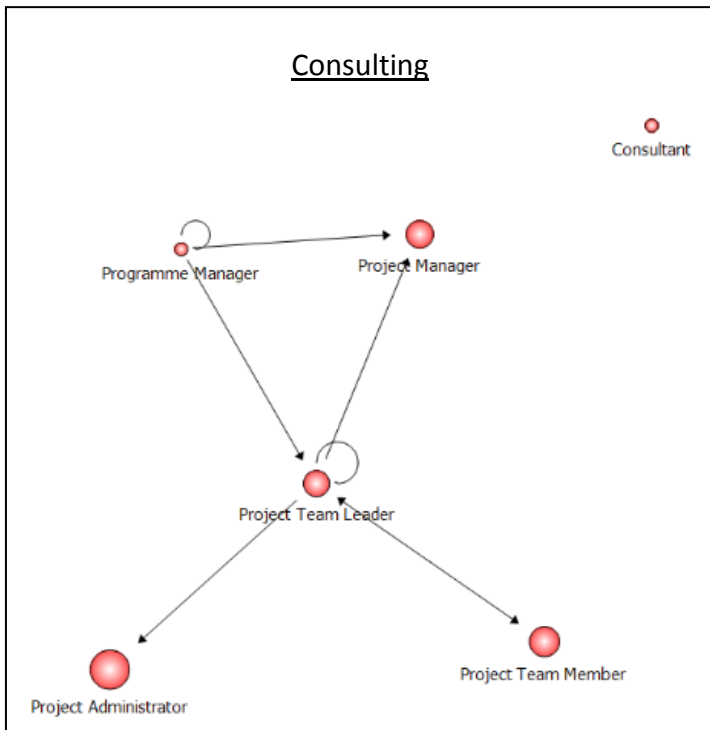 Consulting
Consultant
Programme Manager
Project Manager
Project Team Leader
Project Team Member
Project Administrator